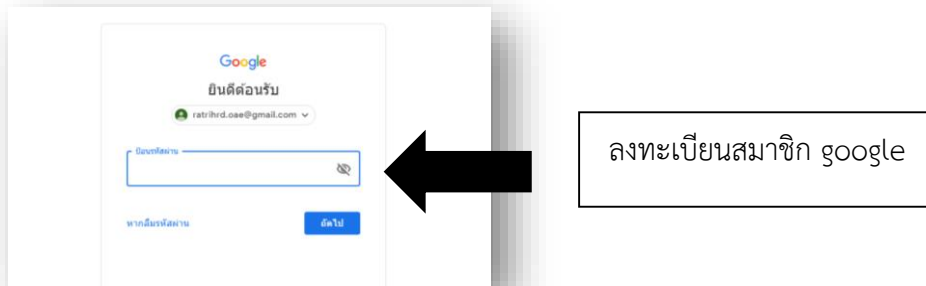 Google
ยินดีต้อนรับ
ratrihrd.oae@gmail.com
ป้อนรหัสผ่าน
หากลืมรหัสผ่าน
ถัดไป
ลงทะเบียนสมาชิก google